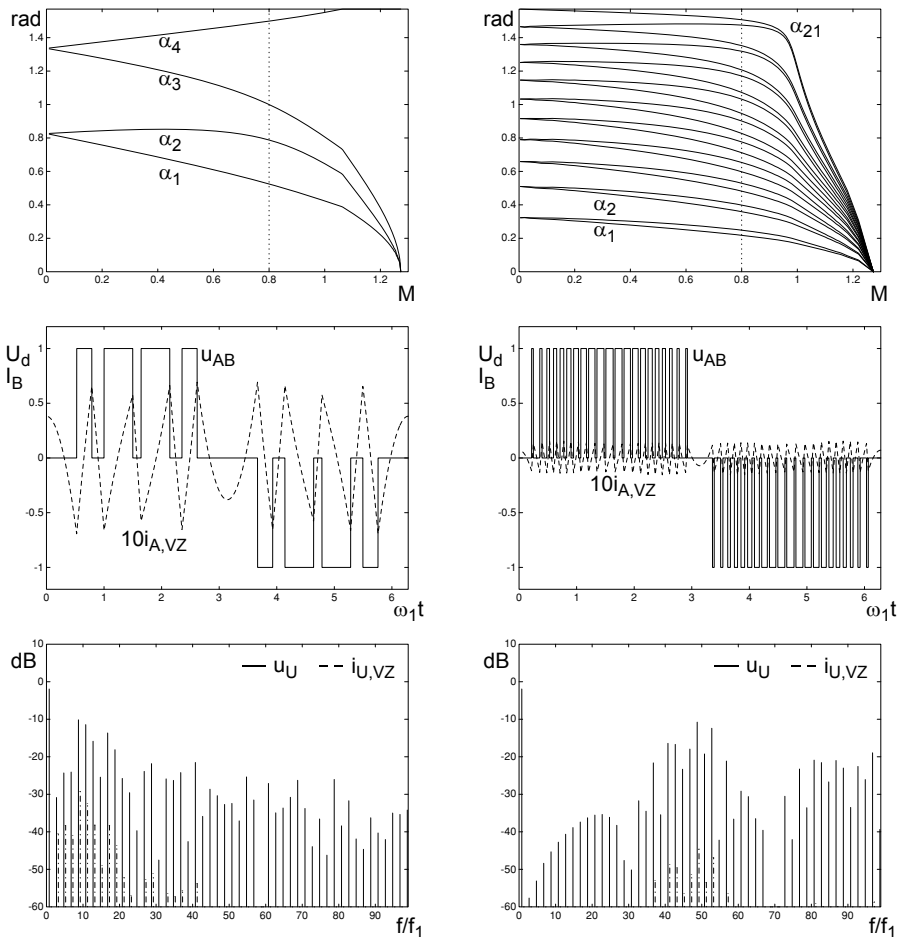 rad
1.4
1.2
1
0.8
0.6
0.4
0.2
0
α4
α3
α2
α1
0 0.2 0.4 0.6 0.8 1 1.2
M
rad
1.4
1.2
1
0.8
0.6
0.4
0.2
0
α21
α2
α1
0 0.2 0.4 0.6 0.8 1 1.2
M
1
Ud
IB
0.5
0
-0.5
-1
uAB
10iA,VZ
0 1 2 3 4 5 6
ω1t
1
Ud
IB
0.5
0
-0.5
-1
uAB
10iA,VZ
0 1 2 3 4 5 6
ω1t
10
dB
0
-10
-20
-30
-40
-50
-60
uU iU,VZ
0 10 20 30 40 50 60 70 80 90
f/f1
10
dB
0
-10
-20
-30
-40
-50
-60
uU iU,VZ
0 10 20 30 40 50 60 70 80 90
f/f1